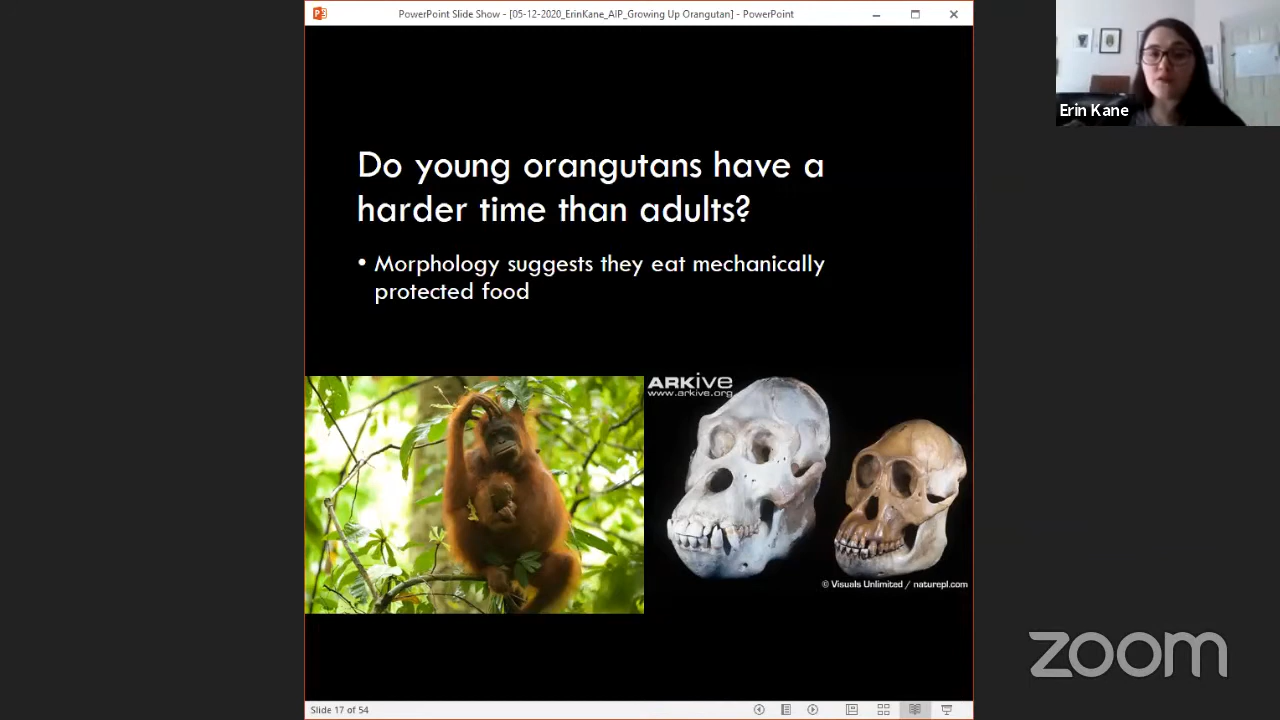 PowerPoint Slide Show - [05-12-2020_ErinKane_AIP_Growing Up Orangutan] - PowerPoint
Erin Kane
Do young orangutans have a
harder time than adults?
• Morphology suggests they eat mechanically
protected food
ARKive
www.arkive.org
© Visuals Unlimited / naturepl.com
zoom
Slide 17 of 54